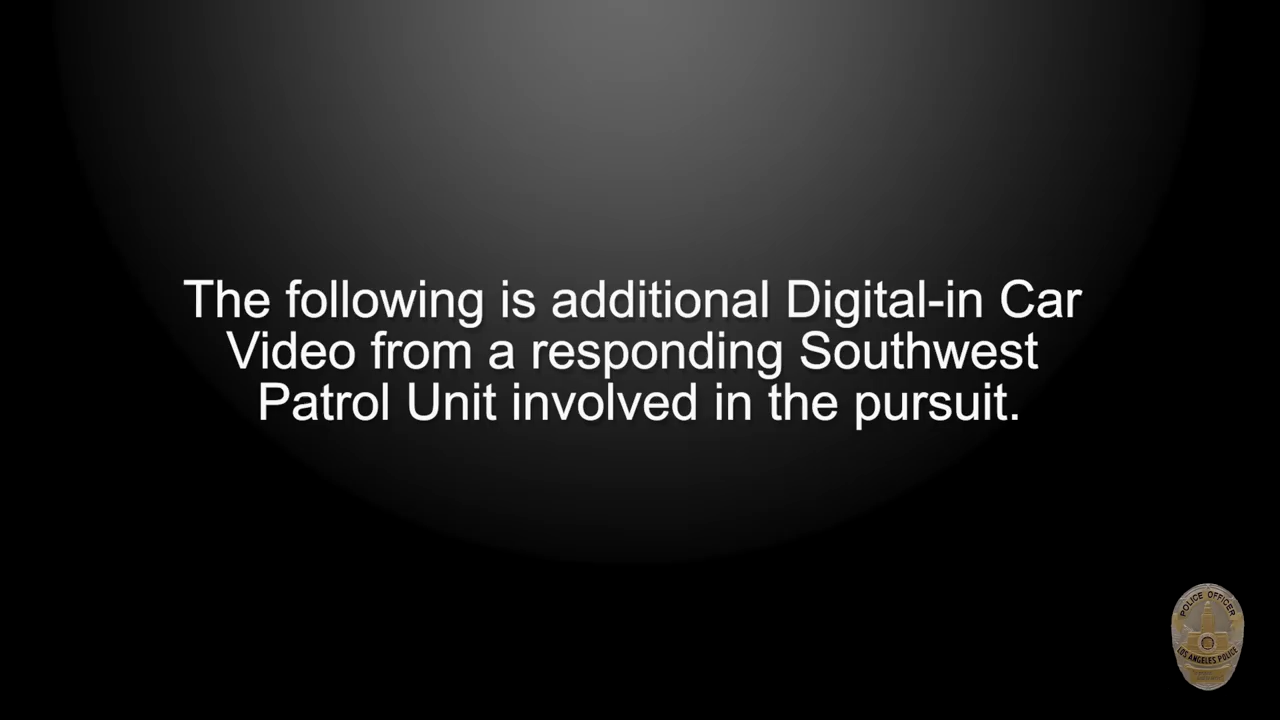 The following is additional Digital-in Car
Video from a responding Southwest
Patrol Unit involved in the pursuit.
POLICE OFFICER
LOS ANGELES POLICE